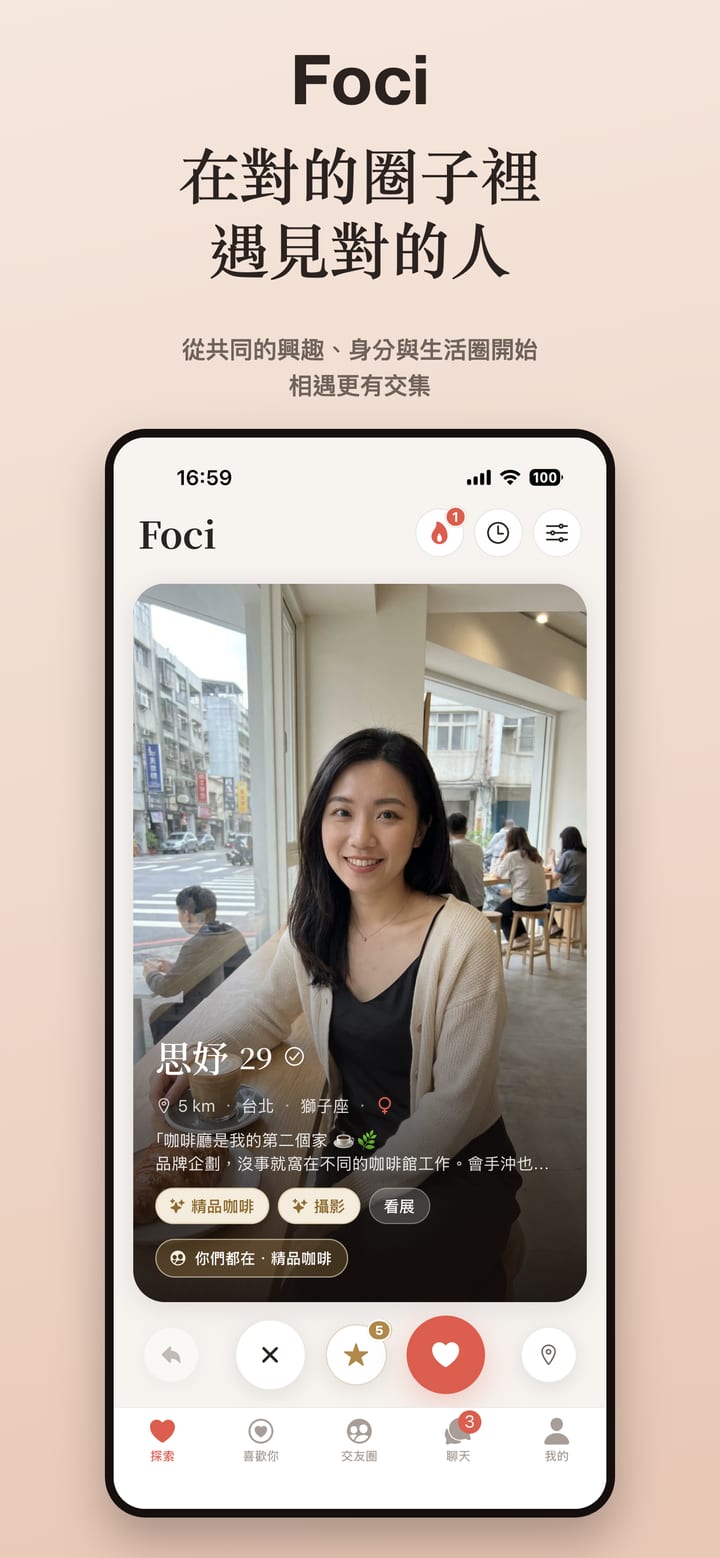 Foci
在對的圈子裡
遇見對的人
從共同的興趣、身分與生活圈開始
相遇更有交集
16:59
100
Foci
1
思妤 29
5 km · 台北 · 獅子座 · ♀
「咖啡廳是我的第二個家 ☕🌿
品牌企劃，沒事就窩在不同的咖啡館工作。會手沖也…
精品咖啡 攝影 看展
你們都在 · 精品咖啡
5
探索 喜歡你 交友圈 聊天 3 我的